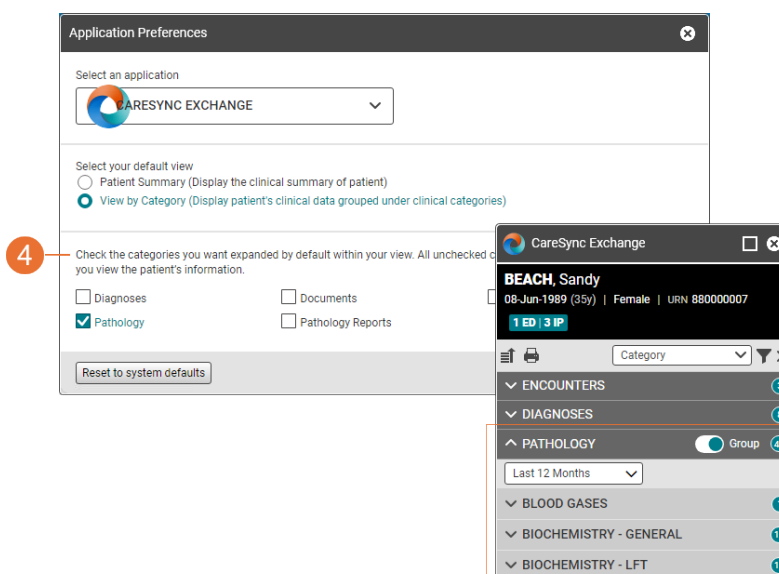 Application Preferences
Select an application
CARESYNC EXCHANGE
Select your default view
Patient Summary (Display the clinical summary of patient)
View by Category (Display patient's clinical data grouped under clinical categories)
4
Check the categories you want expanded by default within your view. All unchecked
you view the patient's information.
Diagnoses
Documents
Pathology
Pathology Reports
Reset to system defaults
CareSync Exchange
BEACH, Sandy
08-Jun-1989 (35y) | Female | URN 880000007
1 ED | 3 IP
Category
ENCOUNTERS
DIAGNOSES
PATHOLOGY
Group
Last 12 Months
BLOOD GASES
BIOCHEMISTRY - GENERAL
BIOCHEMISTRY - LFT